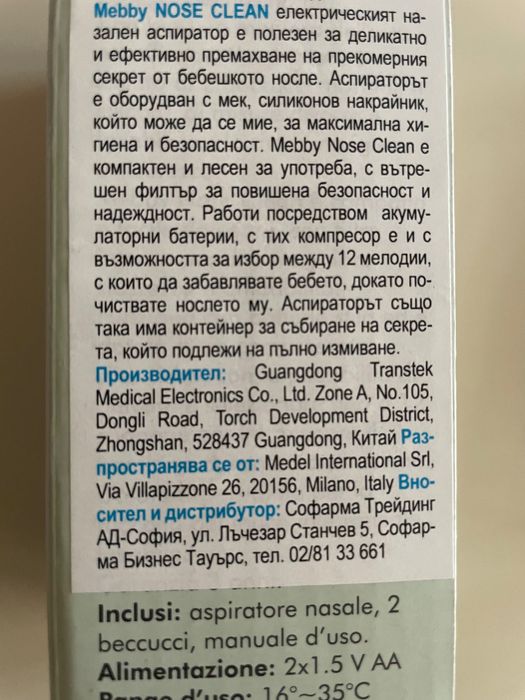 Mebby NOSE CLEAN електрическият на-
зален аспиратор е полезен за деликатно
и ефективно премахване на прекомерния
секрет от бебешкото носле. Аспираторът
е оборудван с мек, силиконов накрайник,
който може да се мие, за максимална хи-
гиена и безопасност. Mebby Nose Clean е
компактен и лесен за употреба, с вътре-
шен филтър за повишена безопасност и
надеждност. Работи посредством акуму-
латорни батерии, с тих компресор е и с
възможността за избор между 12 мелодии,
с които да забавлявате бебето, докато по-
чиствате нослето му. Аспираторът също
така има контейнер за събиране на секре-
та, който подлежи на пълно измиване.
Производител: Guangdong Transtek
Medical Electronics Co., Ltd. Zone A, No.105,
Dongli Road, Torch Development District,
Zhongshan, 528437 Guangdong, Китай Раз-
пространява се от: Medel International Srl,
Via Villapizzone 26, 20156, Milano, Italy Вно-
сител и дистрибутор: Софарма Трейдинг
АД-София, ул. Лъчезар Станчев 5, Софар-
ма Бизнес Тауърс, тел. 02/81 33 661
Inclusi: aspiratore nasale, 2
beccucci, manuale d'uso.
Alimentazione: 2x1.5 V AA
Range d'uso: 16°~35°C